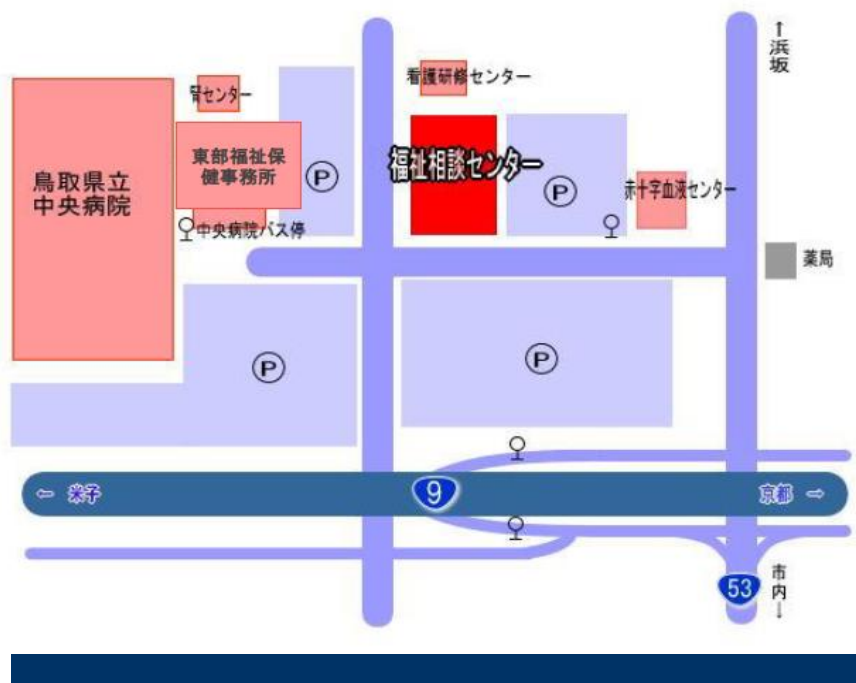 ↑浜坂
腎センター
看護研修センター
鳥取県立
中央病院
東部福祉保
健事務所
P
福祉相談センター
P
赤十字血液センター
中央病院バス停
薬局
P
P
← 米子
9
京都 →
53
市内↓